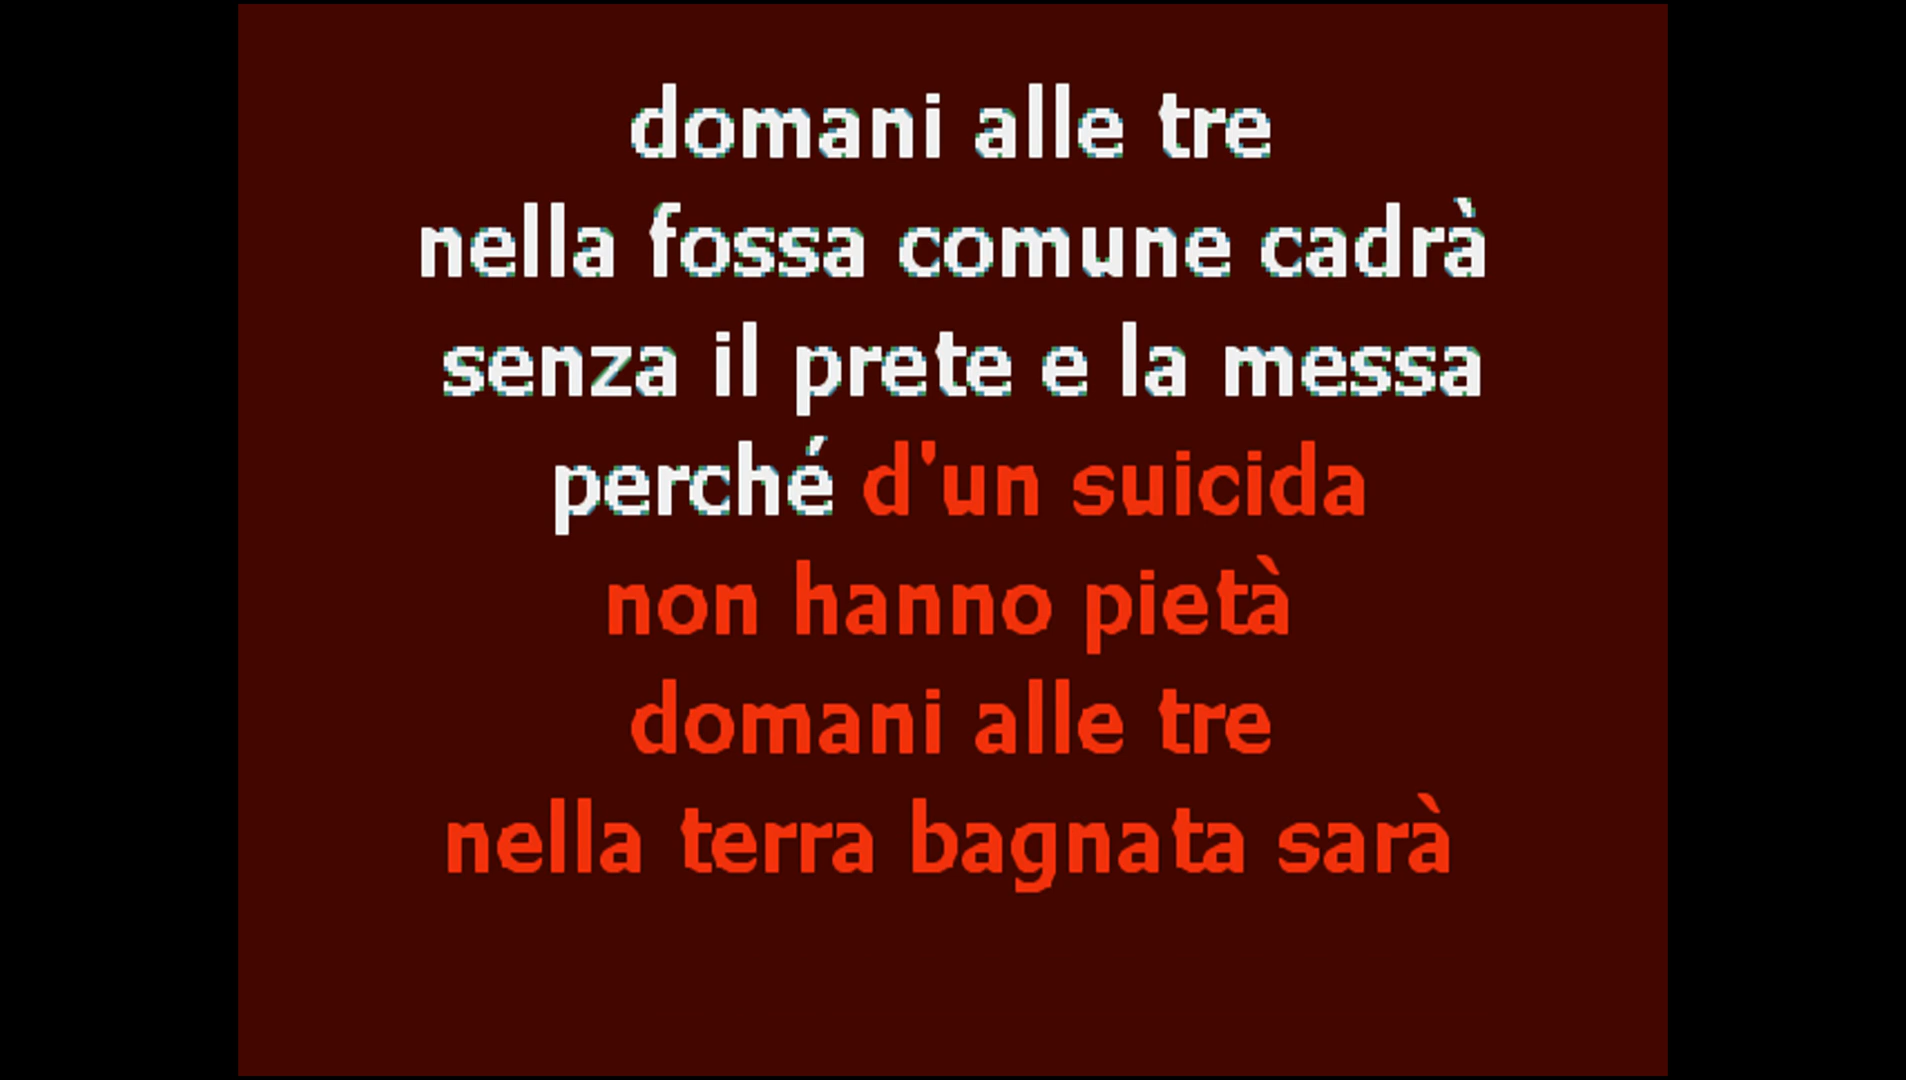 domani alle tre
nella fossa comune cadrà
senza il prete e la messa
perché d'un suicida
non hanno pietà
domani alle tre
nella terra bagnata sarà